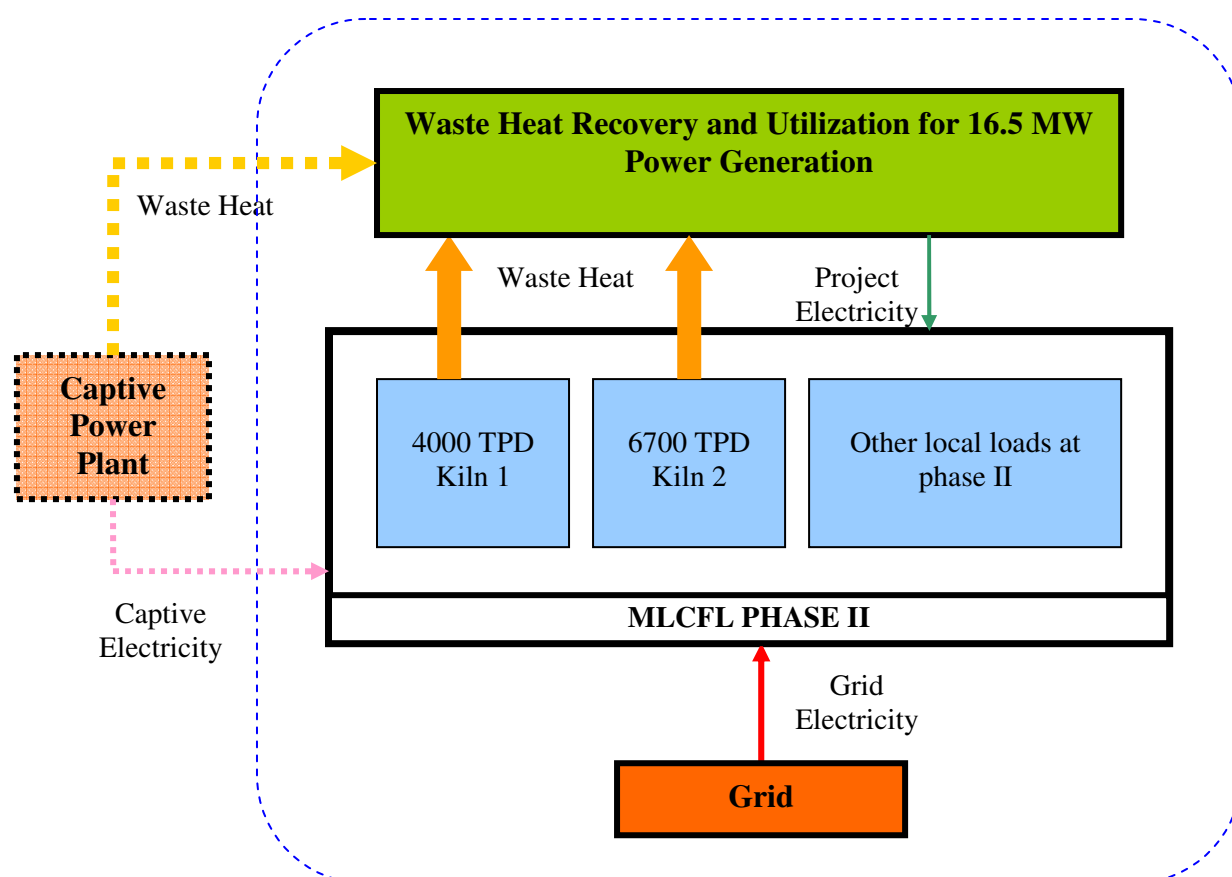 Waste Heat Recovery and Utilization for 16.5 MW
Power Generation
Waste Heat
Waste Heat
Project
Electricity
Captive
Power
Plant
4000 TPD
Kiln 1
6700 TPD
Kiln 2
Other local loads at
phase II
Captive
Electricity
MLCFL PHASE II
Grid
Electricity
Grid